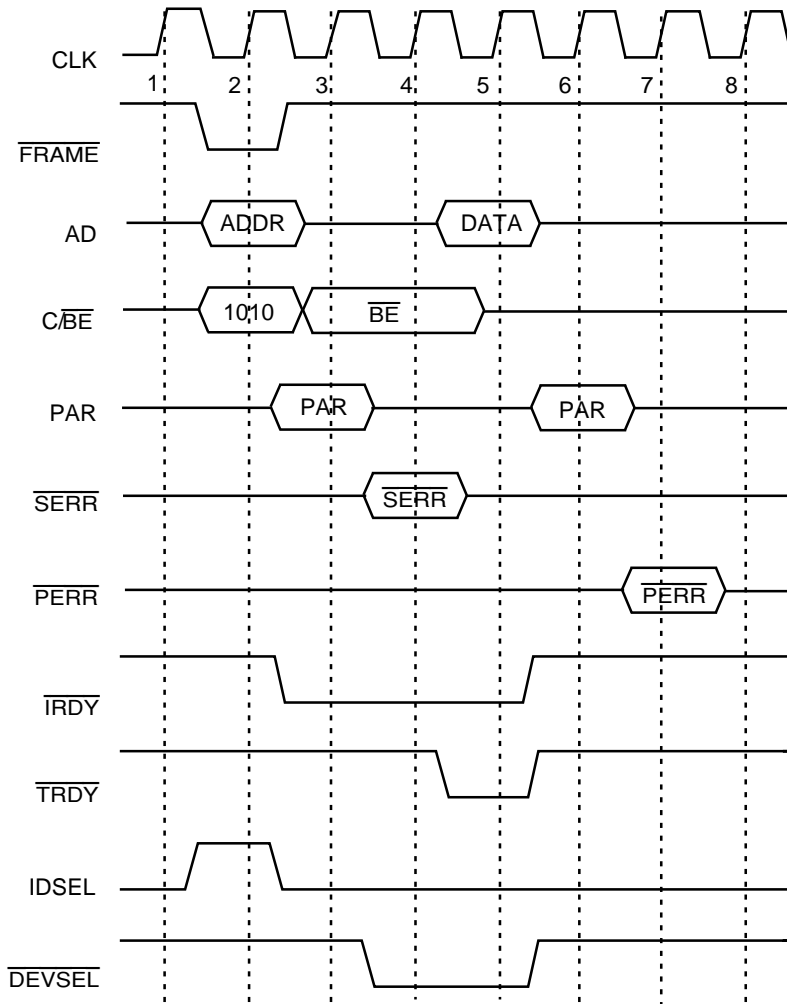 CLK
1 2 3 4 5 6 7 8
FRAME
AD ADDR DATA
C/BE 1010 BE
PAR PAR PAR
SERR SERR
PERR PERR
IRDY
TRDY
IDSEL
DEVSEL